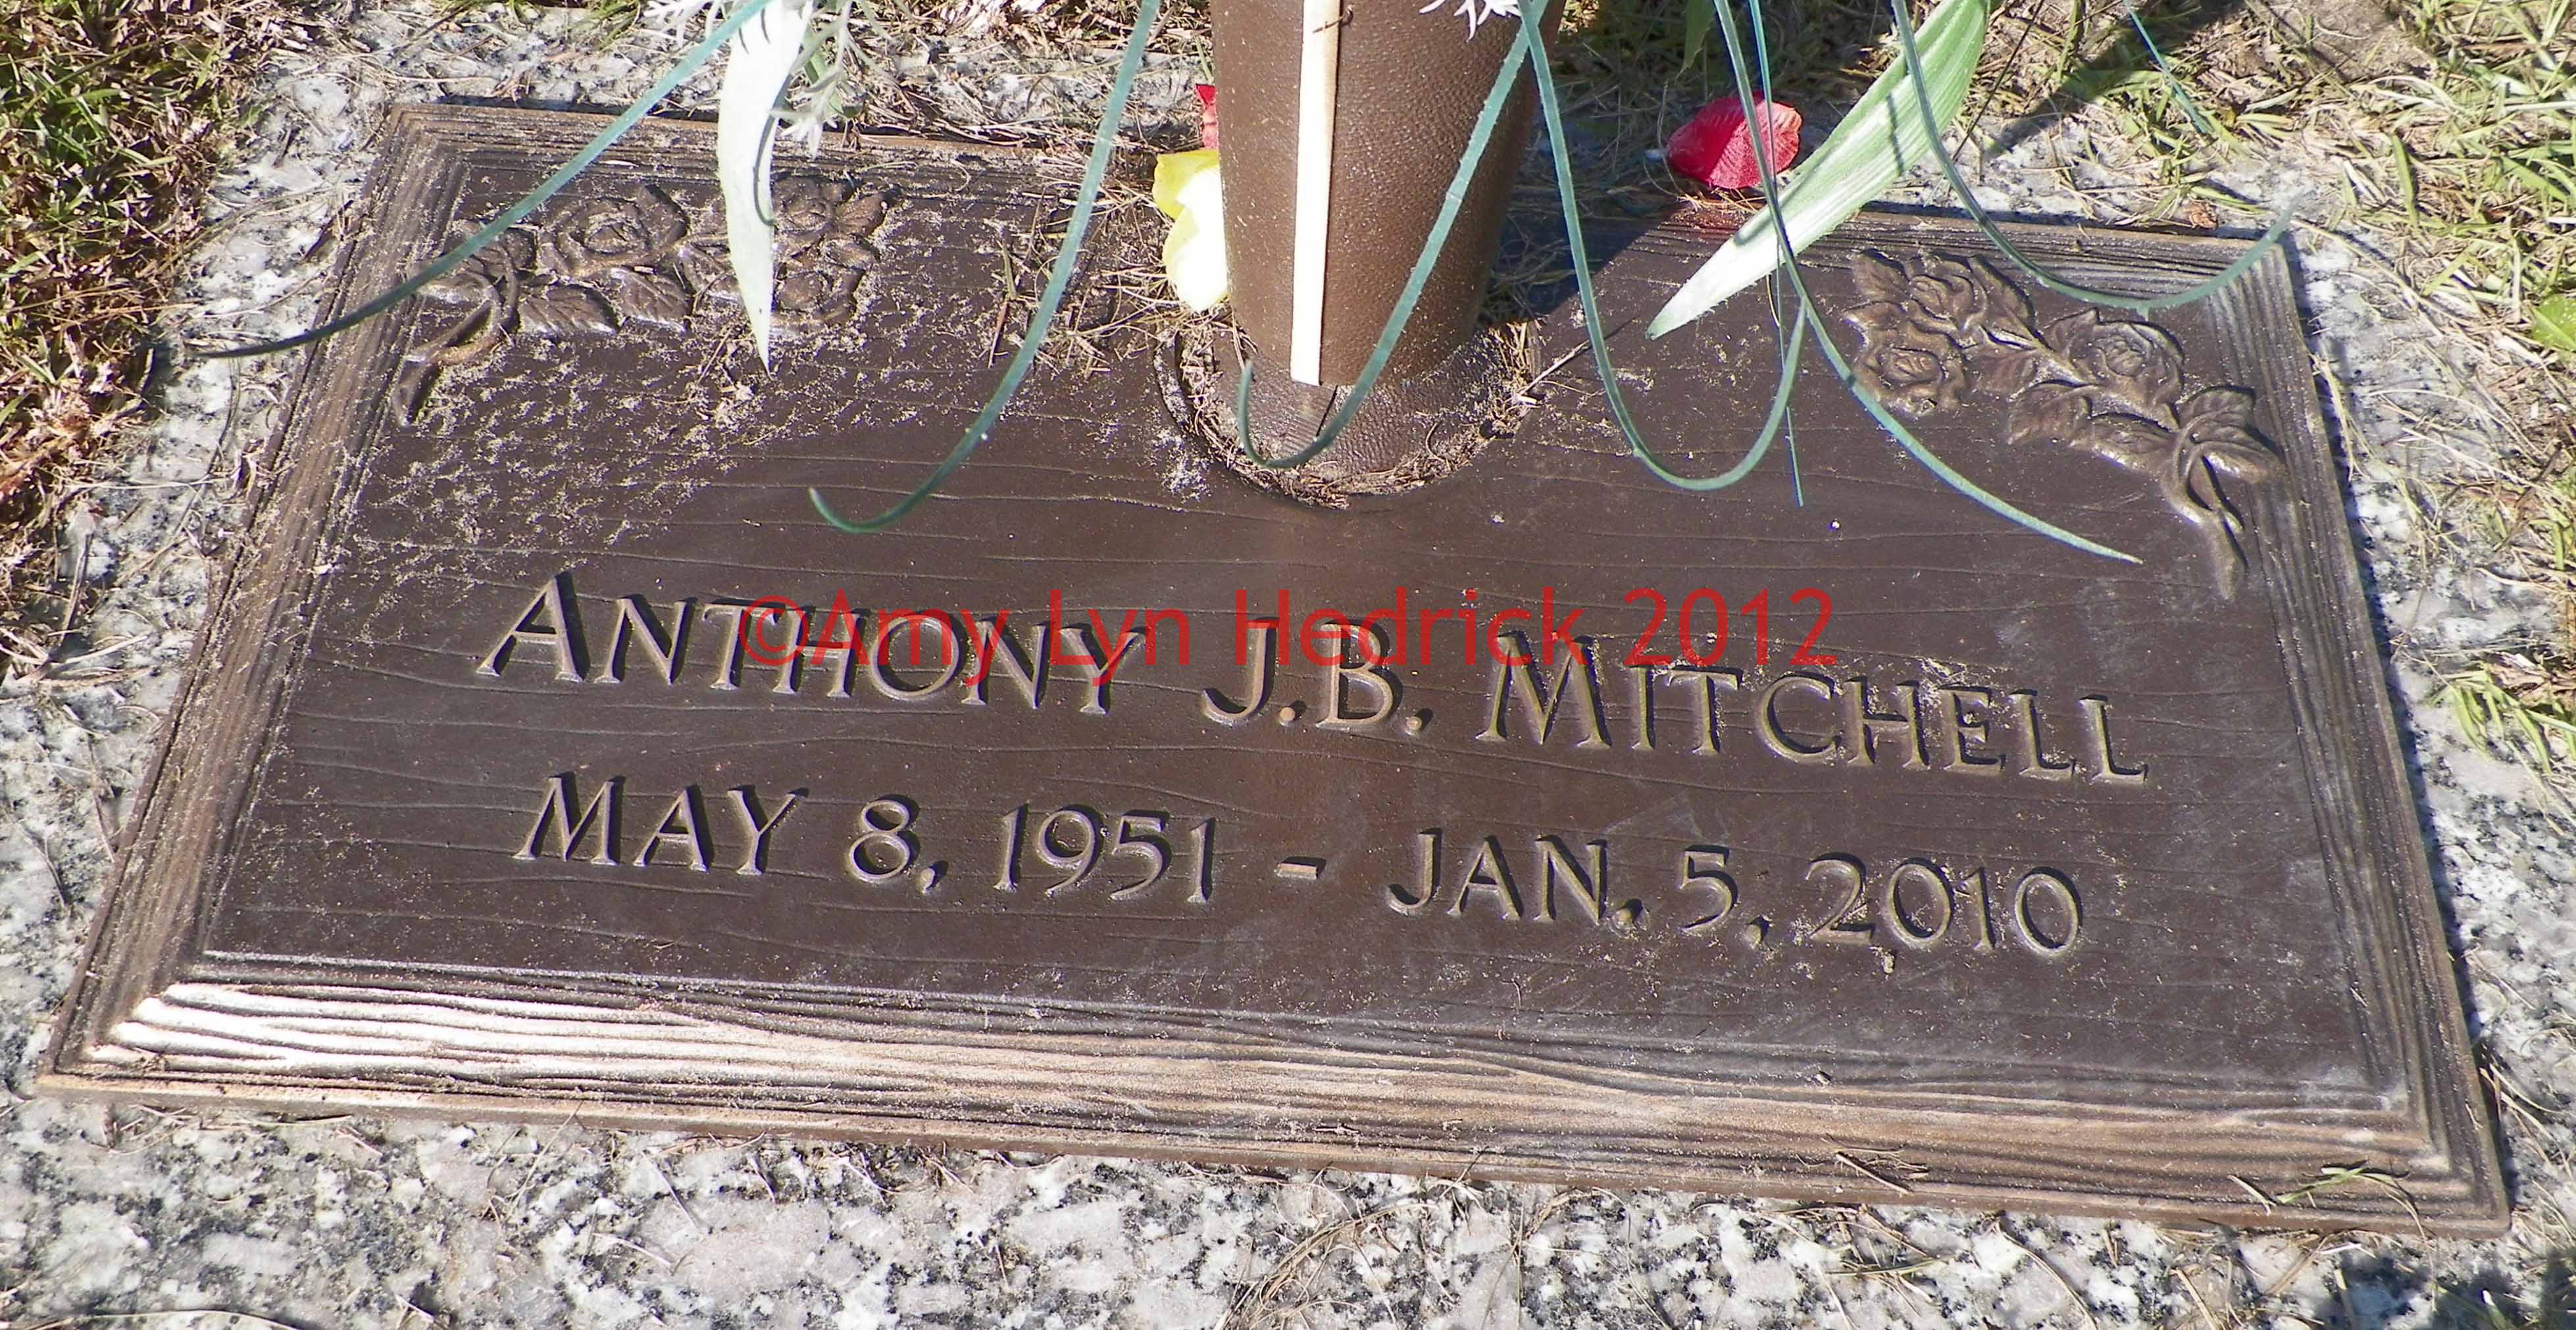 ©Amy Lyn Hedrick 2012
ANTHONY J.B. MITCHELL
MAY 8, 1951 - JAN. 5, 2010